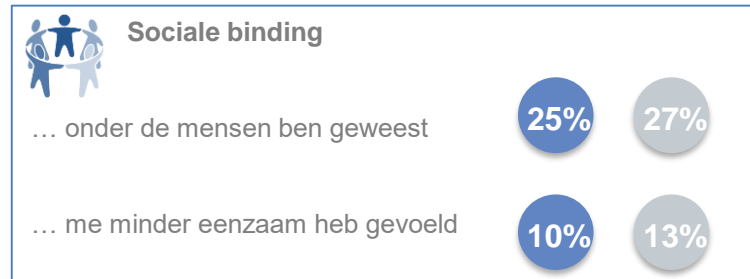 Sociale binding
… onder de mensen ben geweest 25% 27%
… me minder eenzaam heb gevoeld 10% 13%